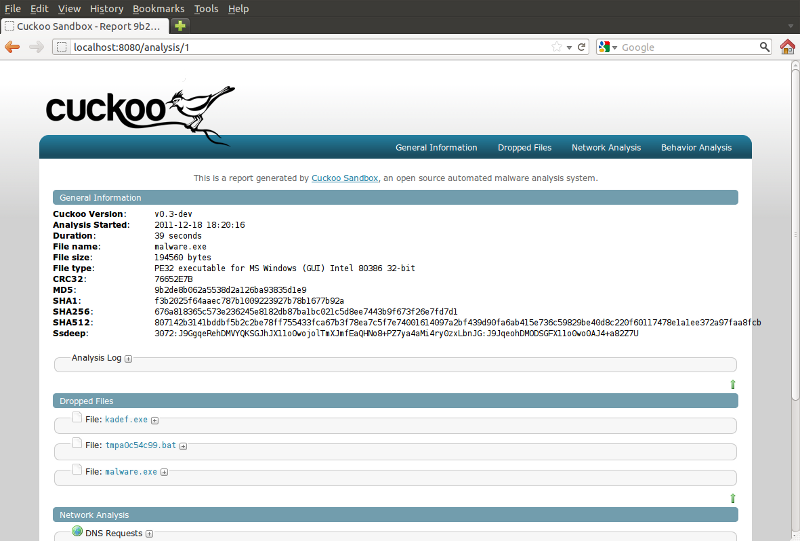 File Edit View History Bookmarks Tools Help
Cuckoo Sandbox - Report 9b2...
localhost:8080/analysis/1
Google
cuckoo
General Information Dropped Files Network Analysis Behavior Analysis
This is a report generated by Cuckoo Sandbox, an open source automated malware analysis system.
General Information
Cuckoo Version: v0.3-dev
Analysis Started: 2011-12-18 18:20:16
Duration: 39 seconds
File name: malware.exe
File size: 194560 bytes
File type: PE32 executable for MS Windows (GUI) Intel 80386 32-bit
CRC32: 76652E7B
MD5: 9b2de8b062a5538d2a126ba93835d1e9
SHA1: f3b2025f64aaec787b1009223927b78b1677b92a
SHA256: 676a818365c573e236245e8182db87ba1bc021c5d8ee7443b9f673f26e7fd7d1
SHA512: 807142b3141bddbf5b2c2be78ff755433fca67b3f78ea7c5f7e74001614097a2bf439d90fa6ab415e736c59829be40d8c220f60117478e1a1ee372a97faa8fcb
Ssdeep: 3072:J9GgqeRehDMVYQKSGJhJX11oOwojolTmXJmfEaQHNo8+PZ7ya4aMi4ry0zxLbnJG:J9JqeohDMODSGFX11oOwoOAJ4+a82Z7U
Analysis Log
Dropped Files
File: kadef.exe
File: tmpa0c54c99.bat
File: malware.exe
Network Analysis
DNS Requests